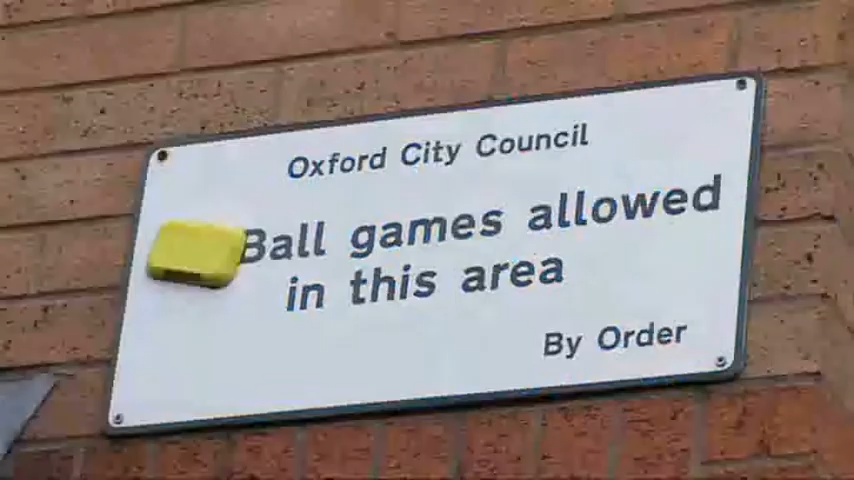 Oxford City Council
Ball games allowed
in this area
By Order